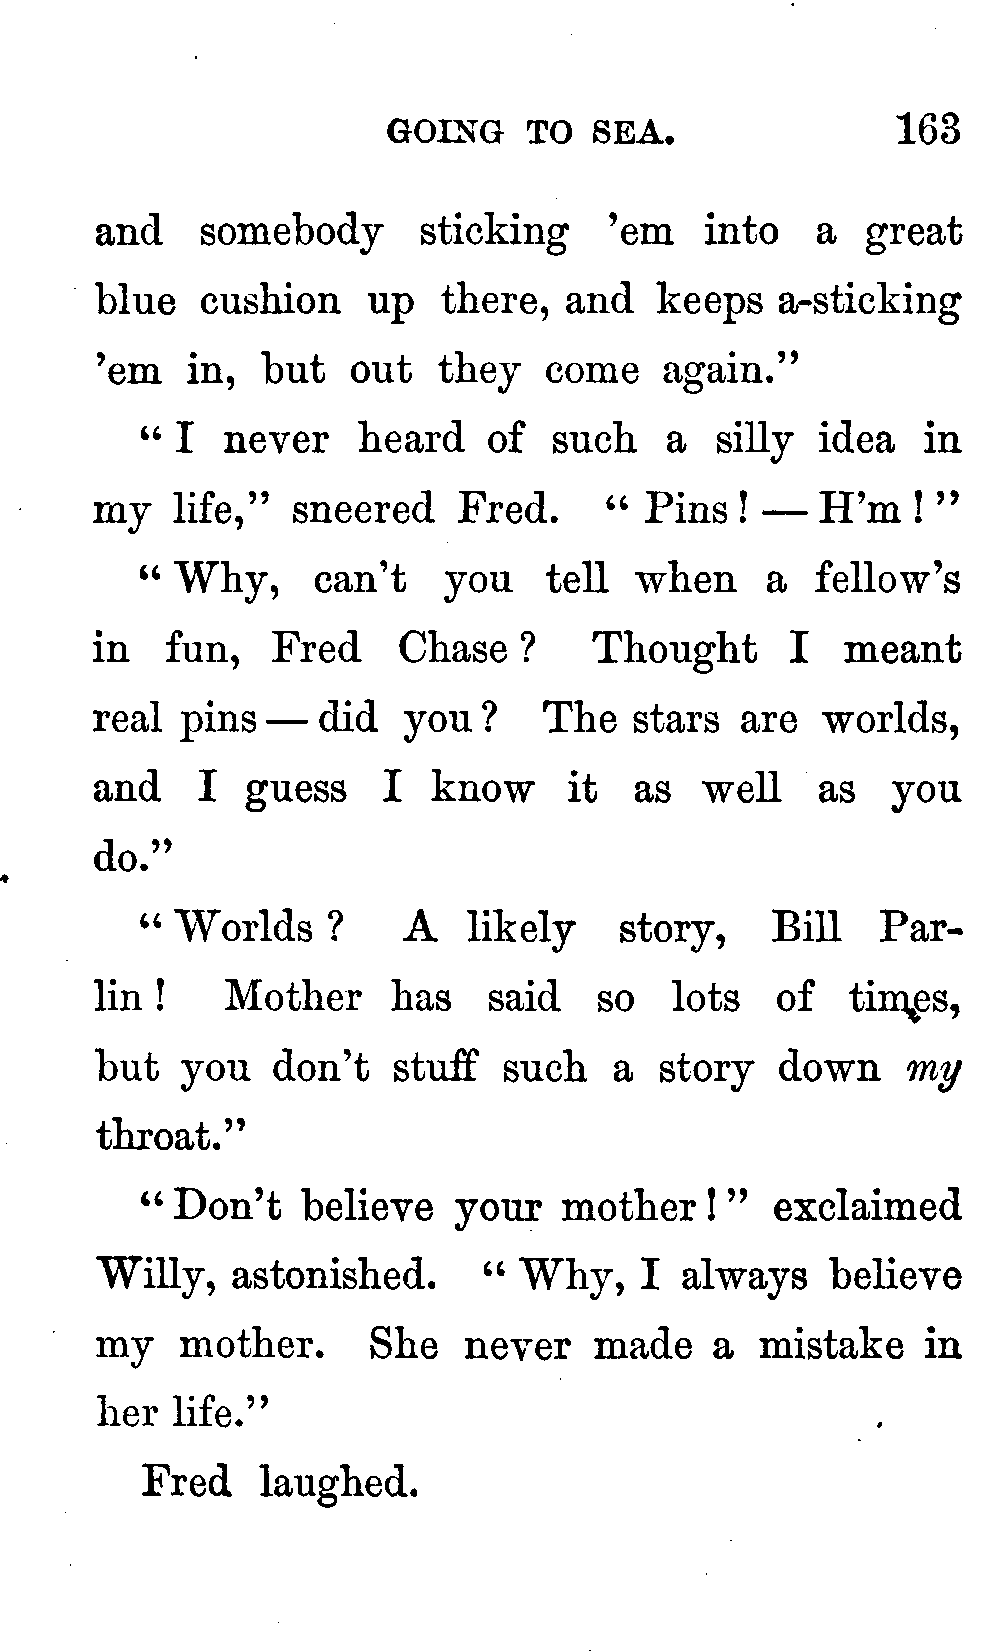 GOING TO SEA. 163
and somebody sticking ’em into a great
blue cushion up there, and keeps a-sticking
’em in, but out they come again.”
“ I never heard of such a silly idea in
my life,” sneered Fred. “ Pins ! — H’m ! ”
“ Why, can’t you tell when a fellow’s
in fun, Fred Chase ? Thought I meant
real pins — did you ? The stars are worlds,
and I guess I know it as well as you
do.”
“ Worlds ? A likely story, Bill Par-
lin ! Mother has said so lots of times,
but you don’t stuff such a story down my
throat.”
“ Don’t believe your mother ! ” exclaimed
Willy, astonished. “ Why, I always believe
my mother. She never made a mistake in
her life.”
Fred laughed.